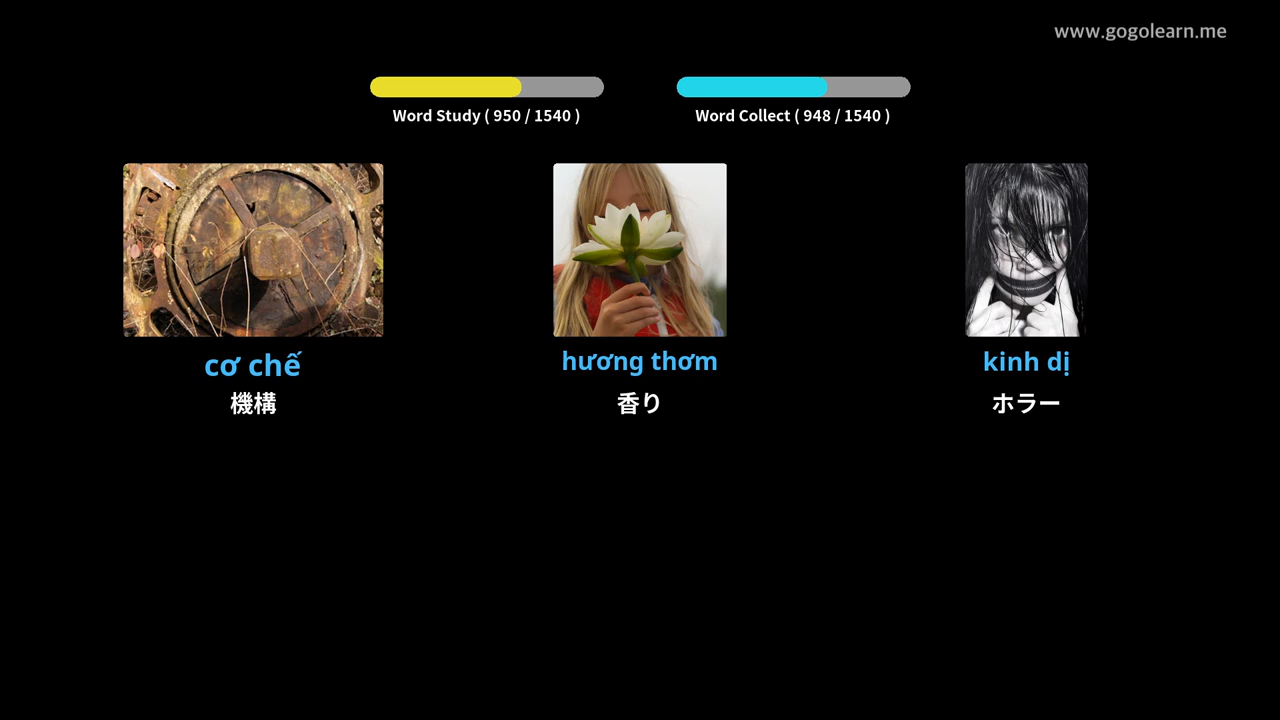 www.gogolearn.me
Word Study ( 950 / 1540 )
Word Collect ( 948 / 1540 )
cơ chế
機構
hương thơm
香り
kinh dị
ホラー